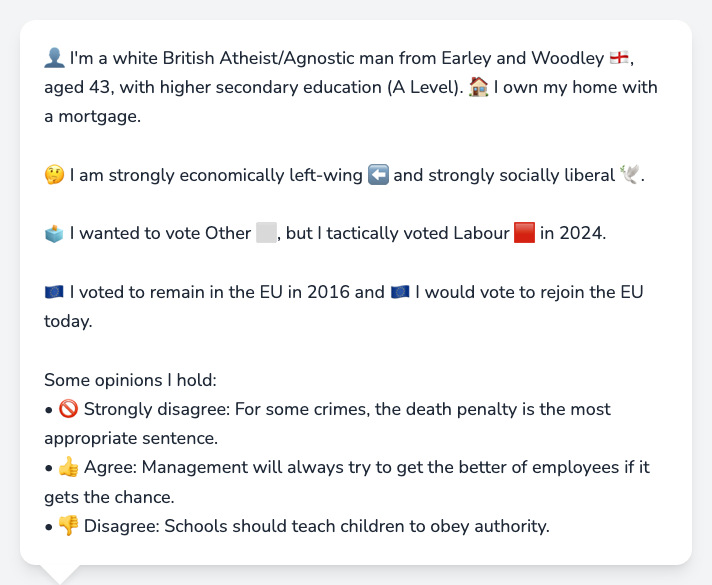 👤 I'm a white British Atheist/Agnostic man from Earley and Woodley 🏴󠁧󠁢󠁥󠁮󠁧󠁿,
aged 43, with higher secondary education (A Level). 🏠 I own my home with
a mortgage.
🤔 I am strongly economically left-wing ⬅️ and strongly socially liberal 🕊️.
🗳️ I wanted to vote Other ⬜, but I tactically voted Labour 🟥 in 2024.
🇪🇺 I voted to remain in the EU in 2016 and 🇪🇺 I would vote to rejoin the EU
today.
Some opinions I hold:
• 🚫 Strongly disagree: For some crimes, the death penalty is the most
appropriate sentence.
• 👍 Agree: Management will always try to get the better of employees if it
gets the chance.
• 👎 Disagree: Schools should teach children to obey authority.